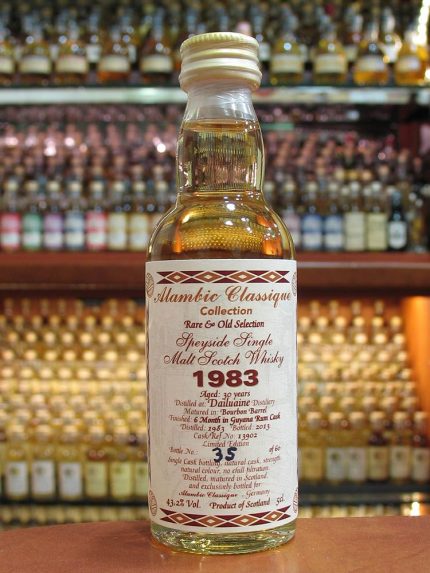 Alambic Classique
Collection
Rare & Old Selection
Speyside Single
Malt Scotch Whisky
1983
Aged: 30 years
Distilled at: Dailuaine Distillery
Matured in: Bourbon Barrel
Finished: 6 Month in Guyana Rum Cask
Distilled: 1983 Bottled: 2013
Cask/Ref.No: 13902
Limited Edition
Bottle No.: 35 of 60
Single Cask bottling, natural cask, strength,
natural colour, no chill filtration.
Distilled, matured in Scotland,
and exclusively bottled for
Alambic Classique - Germany
43.2% Vol. Product of Scotland 5cl